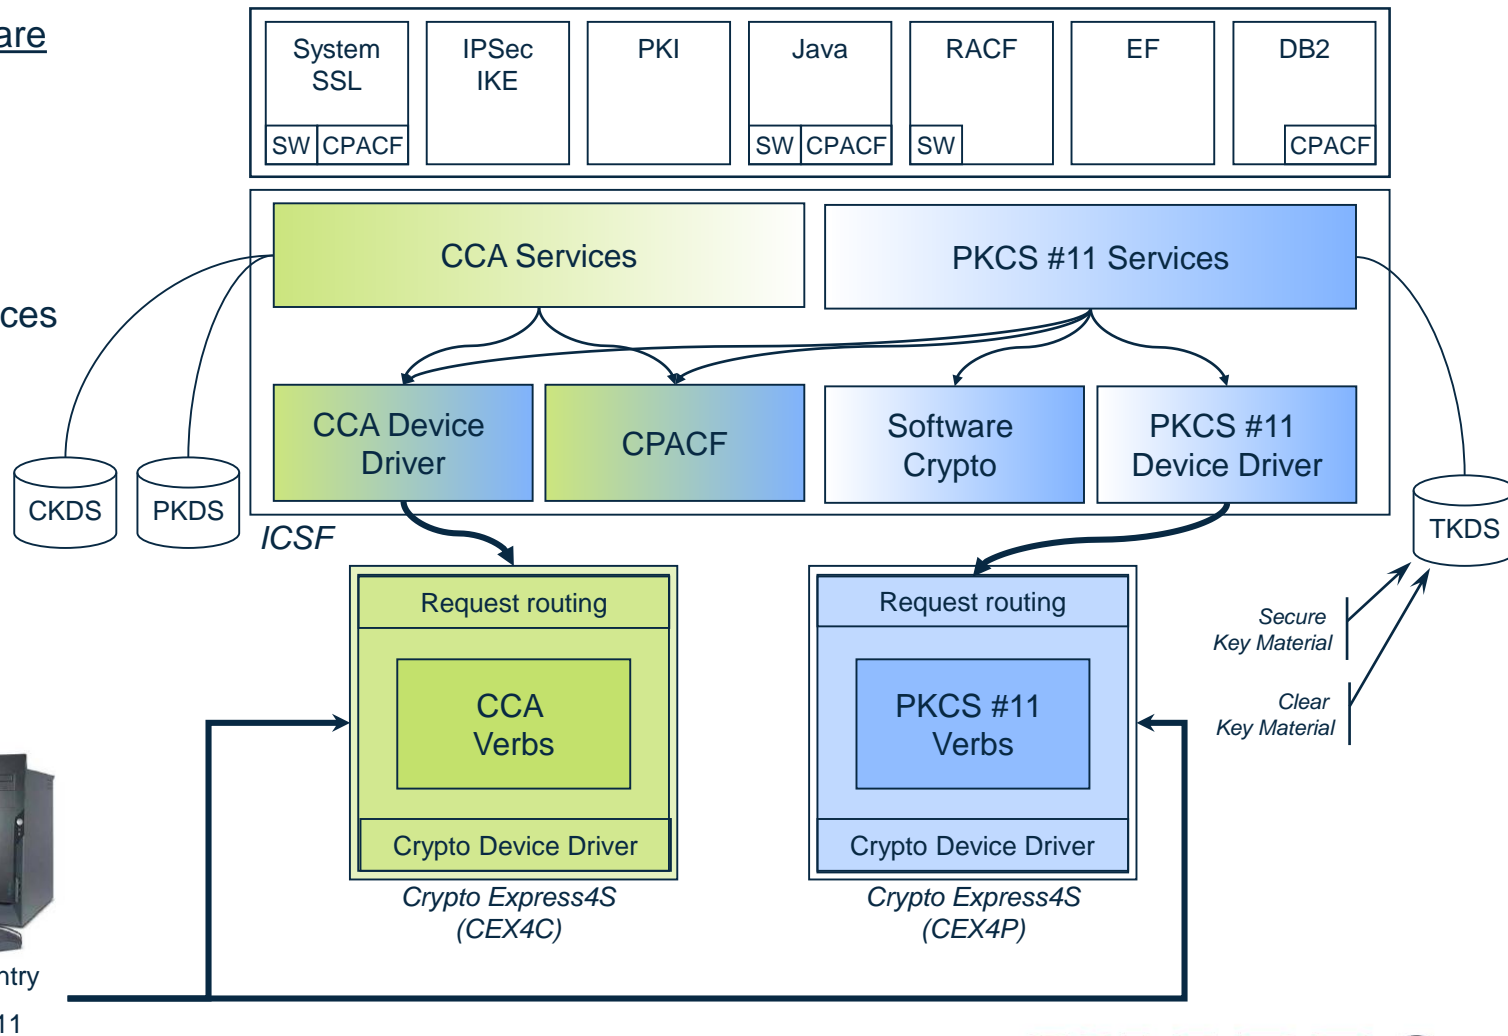 are
System
SSL
SW CPACF
IPSec
IKE
PKI
Java
SW CPACF
RACF
SW
EF
DB2
CPACF
CCA Services
PKCS #11 Services
ces
CCA Device
Driver
CPACF
Software
Crypto
PKCS #11
Device Driver
CKDS
PKDS
TKDS
ICSF
Request routing
CCA
Verbs
Crypto Device Driver
Crypto Express4S
(CEX4C)
Request routing
PKCS #11
Verbs
Crypto Device Driver
Crypto Express4S
(CEX4P)
Secure
Key Material
Clear
Key Material
ntry
11